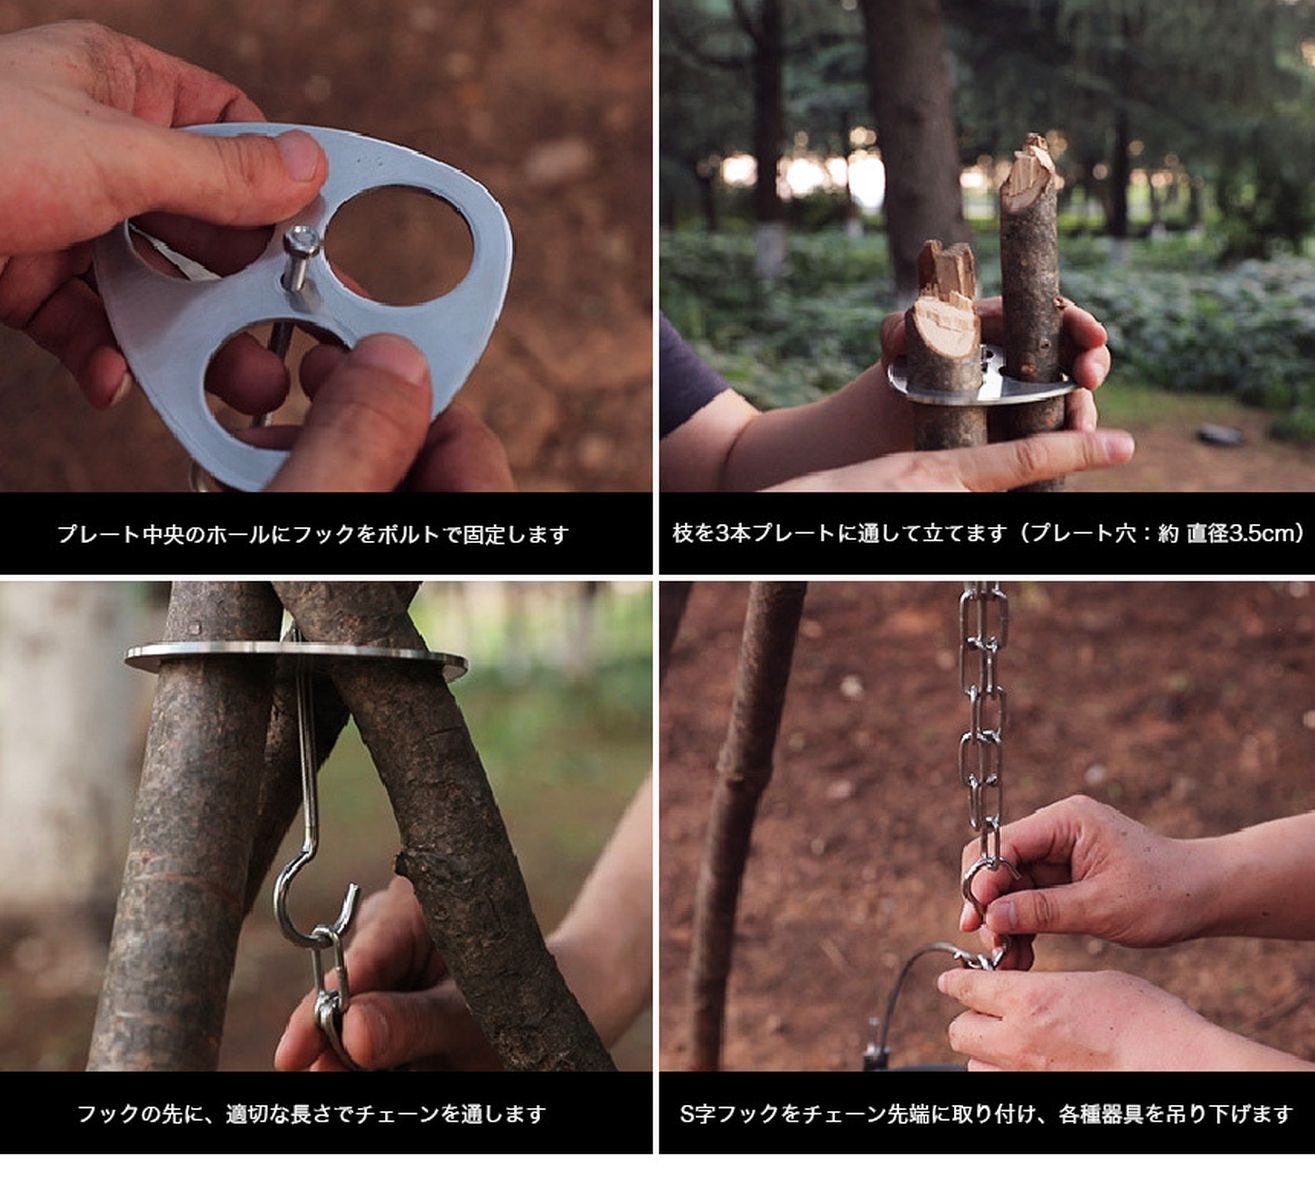 プレート中央のホールにフックをボルトで固定します
枝を3本プレートに通して立てます（プレート穴：約 直径3.5cm）
フックの先に、適切な長さでチェーンを通します
S字フックをチェーン先端に取り付け、各種器具を吊り下げます